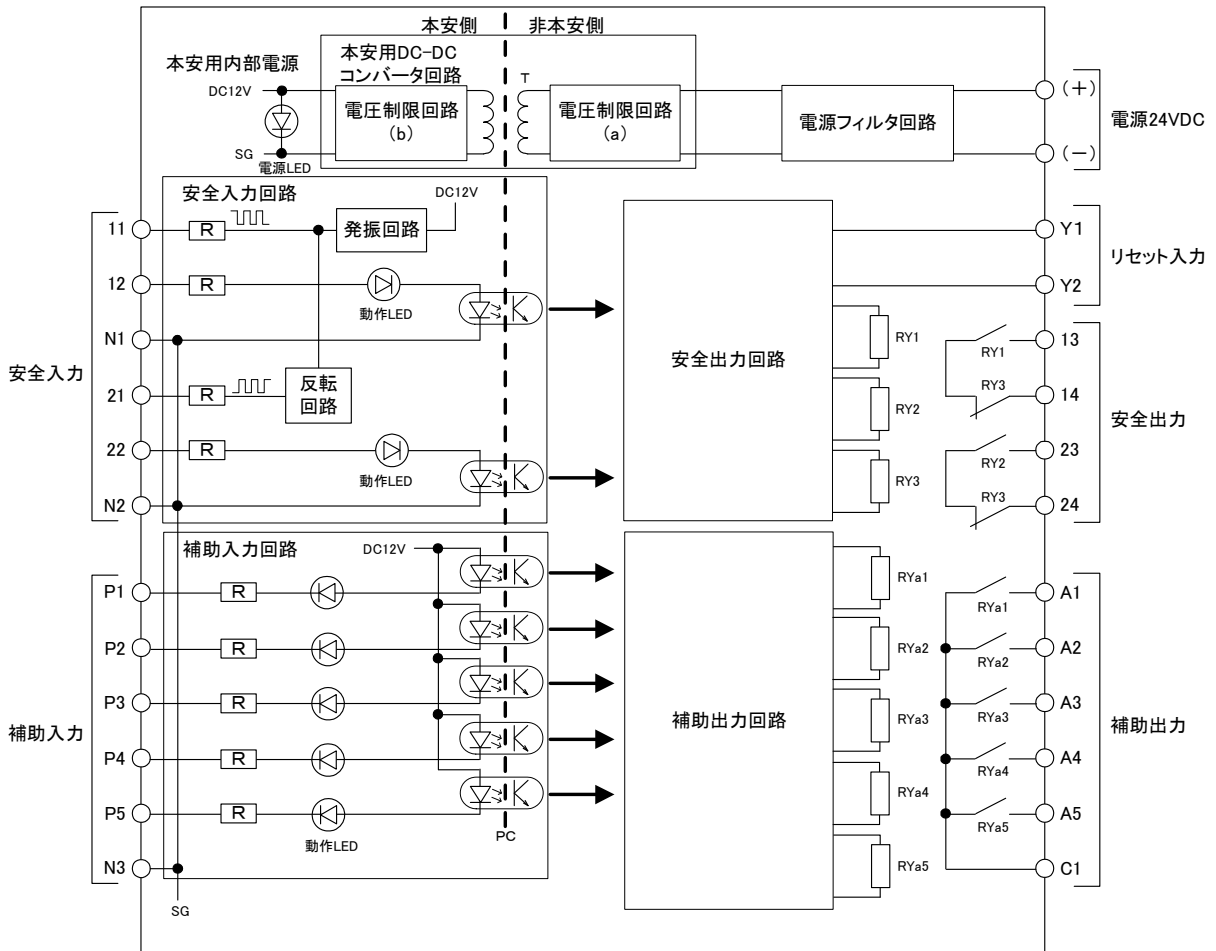 本安側
非本安側
本安用DC-DC
コンバータ回路
本安用内部電源
DC12V
SG
電源LED
電圧制限回路
(b)
T
電圧制限回路
(a)
電源フィルタ回路
(+)
(-)
電源24VDC
安全入力回路
DC12V
安全入力
11
R
発振回路
12
R
動作LED
N1
21
R
反転
回路
22
R
動作LED
N2
安全出力回路
RY1
RY2
RY3
Y1
Y2
リセット入力
13
RY1
RY3
14
23
RY2
RY3
24
安全出力
補助入力回路
DC12V
補助入力
P1
R
P2
R
P3
R
P4
R
P5
R
動作LED
N3
SG
PC
補助出力回路
RYa1
RYa2
RYa3
RYa4
RYa5
A1
RYa1
A2
RYa2
A3
RYa3
A4
RYa4
A5
RYa5
C1
補助出力